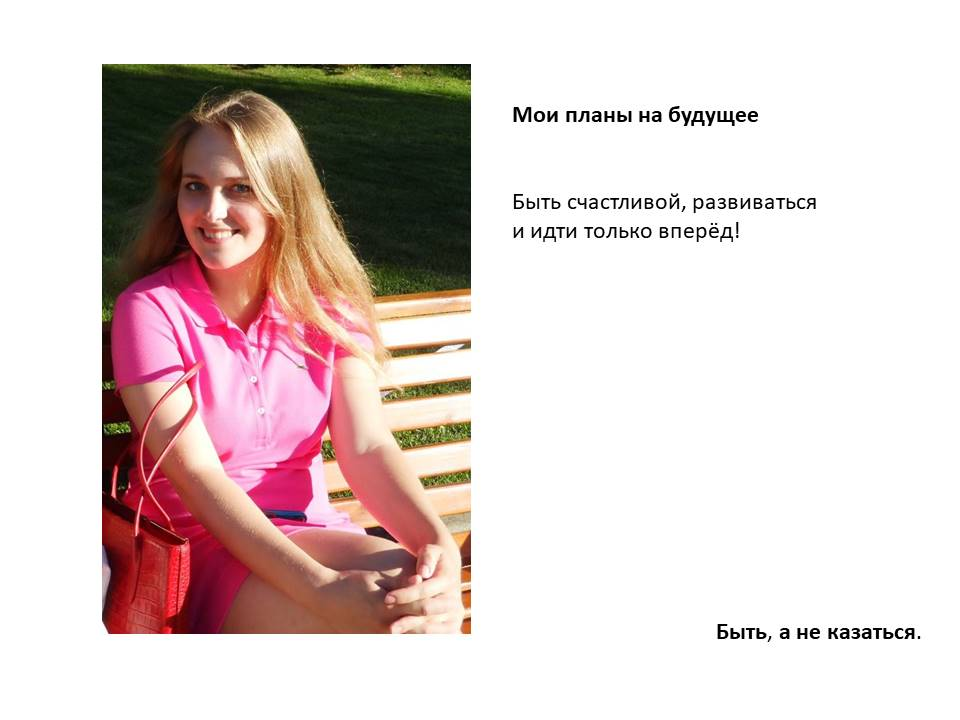 Мои планы на будущее
Быть счастливой, развиваться
и идти только вперёд!
Быть, а не казаться.